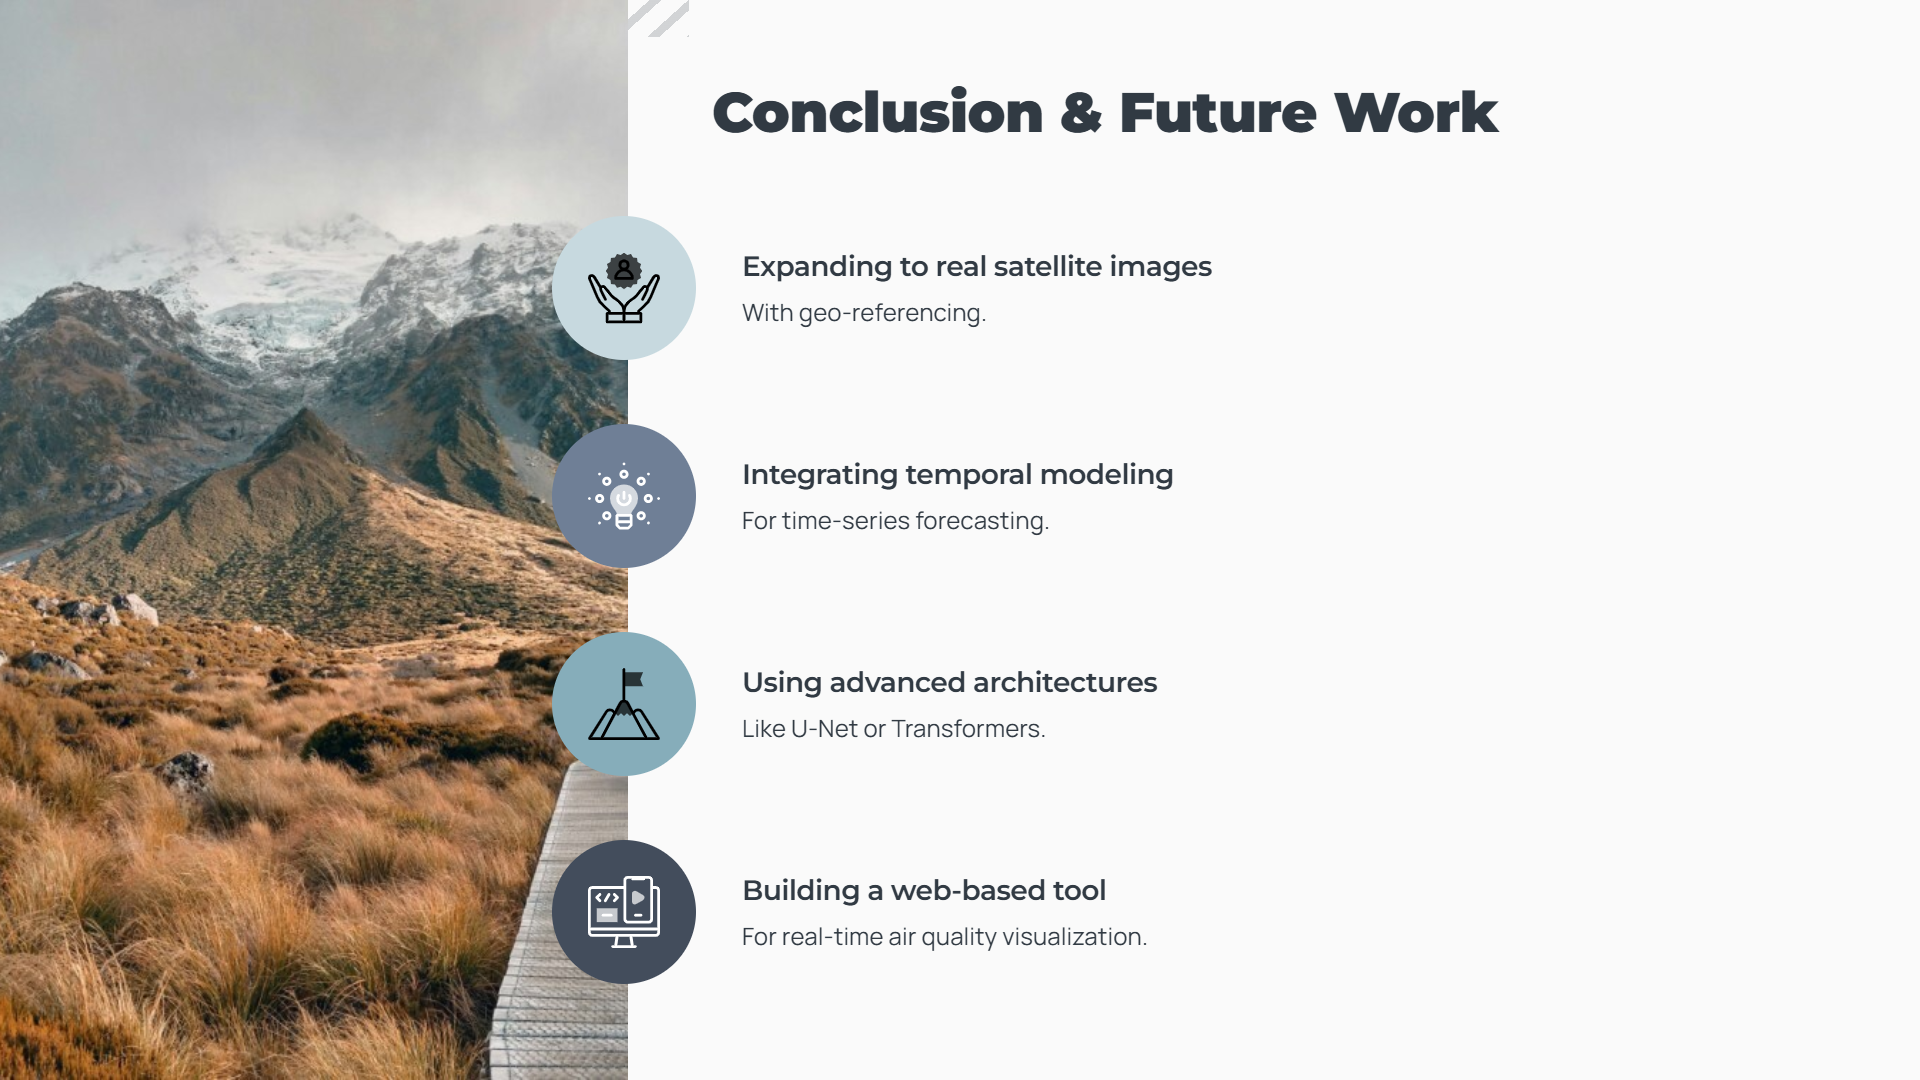 Conclusion & Future Work
Expanding to real satellite images
With geo-referencing.
Integrating temporal modeling
For time-series forecasting.
Using advanced architectures
Like U-Net or Transformers.
Building a web-based tool
For real-time air quality visualization.